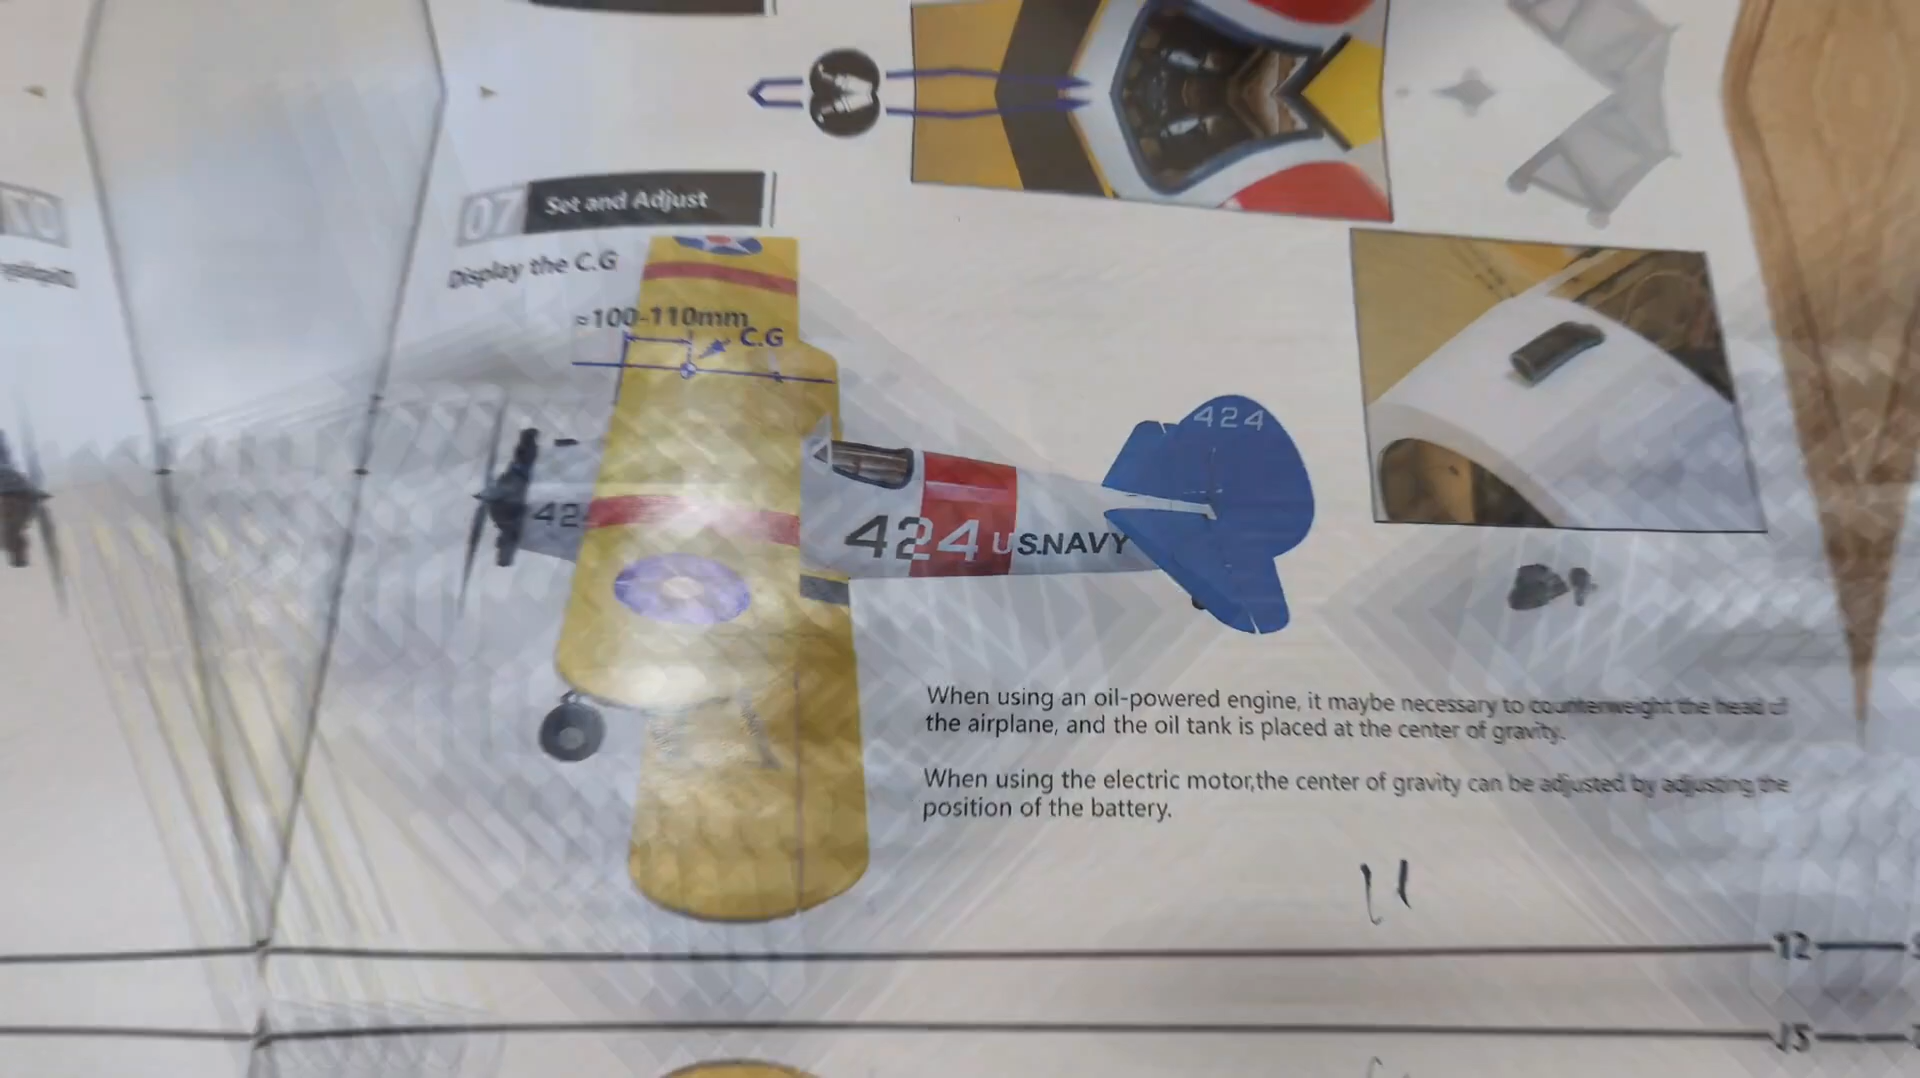 07 Set and Adjust
Display the C.G
≈100-110mm
C.G
424
42
424 U.S.NAVY
When using an oil-powered engine, it maybe necessary to counterweight the head of
the airplane, and the oil tank is placed at the center of gravity.
When using the electric motor,the center of gravity can be adjusted by adjusting the
position of the battery.
12
15